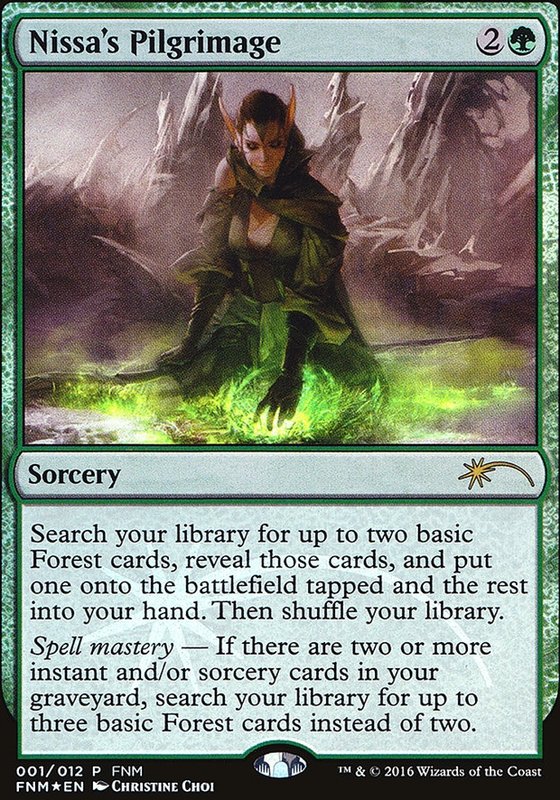 Nissa's Pilgrimage 2
Sorcery
Search your library for up to two basic
Forest cards, reveal those cards, and put
one onto the battlefield tapped and the rest
into your hand. Then shuffle your library.
Spell mastery — If there are two or more
instant and/or sorcery cards in your
graveyard, search your library for up to
three basic Forest cards instead of two.
001/012 P FNM
FNM★EN Christine Choi
™ & © 2016 Wizards of the Coast